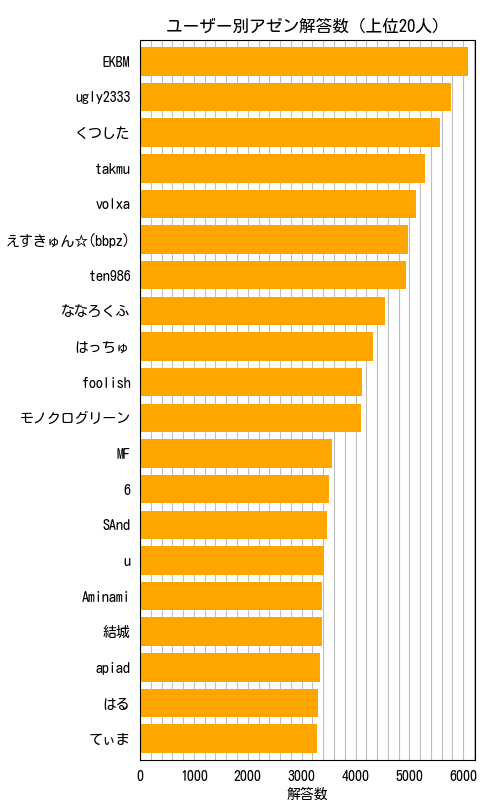 ユーザー別アゼン解答数 (上位20人)
EKBM
ugly2333
くつした
takmu
volxa
えすきゅん☆(bbpz)
ten986
ななろくふ
はっちゅ
foolish
モノクログリーン
MF
6
SAnd
u
Aminami
結城
apiad
はる
てぃま
0 1000 2000 3000 4000 5000 6000
解答数